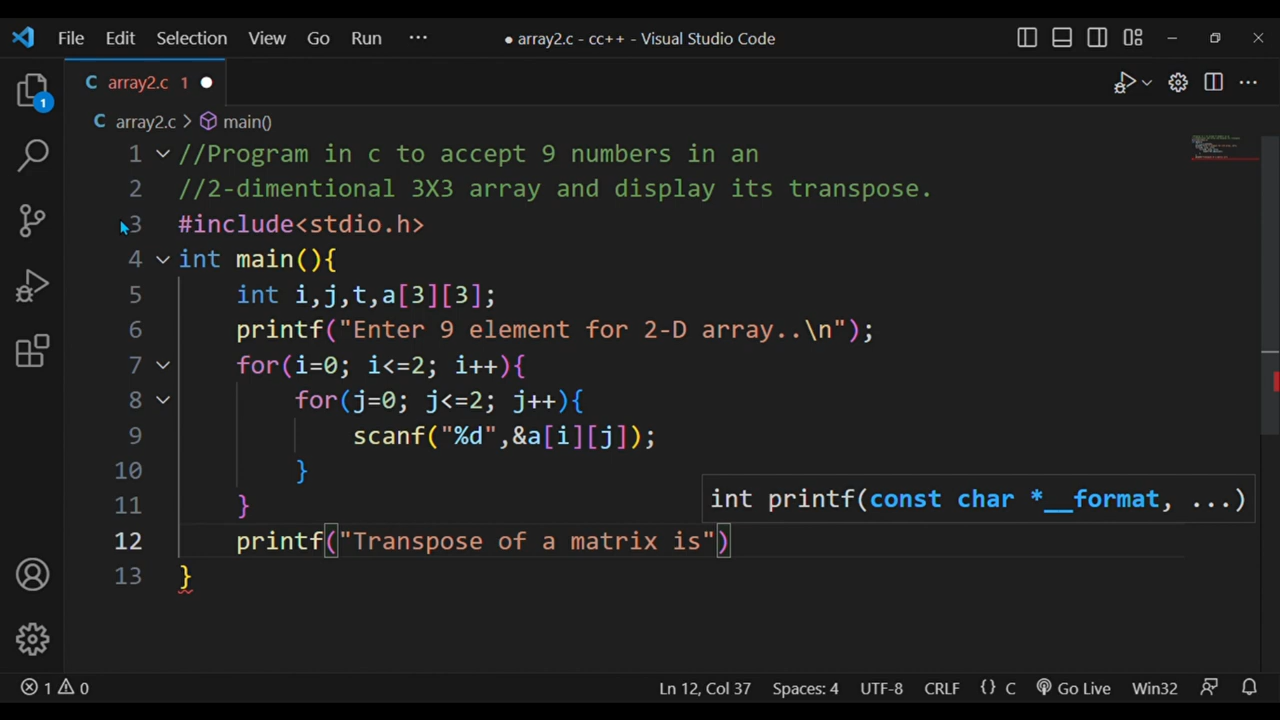 File Edit Selection View Go Run ··· ● array2.c - cc++ - Visual Studio Code
C array2.c 1 ●
C array2.c > main()
1 //Program in c to accept 9 numbers in an
2 //2-dimentional 3X3 array and display its transpose.
3 #include<stdio.h>
4 int main(){
5 int i,j,t,a[3][3];
6 printf("Enter 9 element for 2-D array..\n");
7 for(i=0; i<=2; i++){
8 for(j=0; j<=2; j++){
9 scanf("%d",&a[i][j]);
10 }
int printf(const char *__format, ...)
11 }
12 printf("Transpose of a matrix is")
13 }
1
1 0 Ln 12, Col 37 Spaces: 4 UTF-8 CRLF {} C Go Live Win32